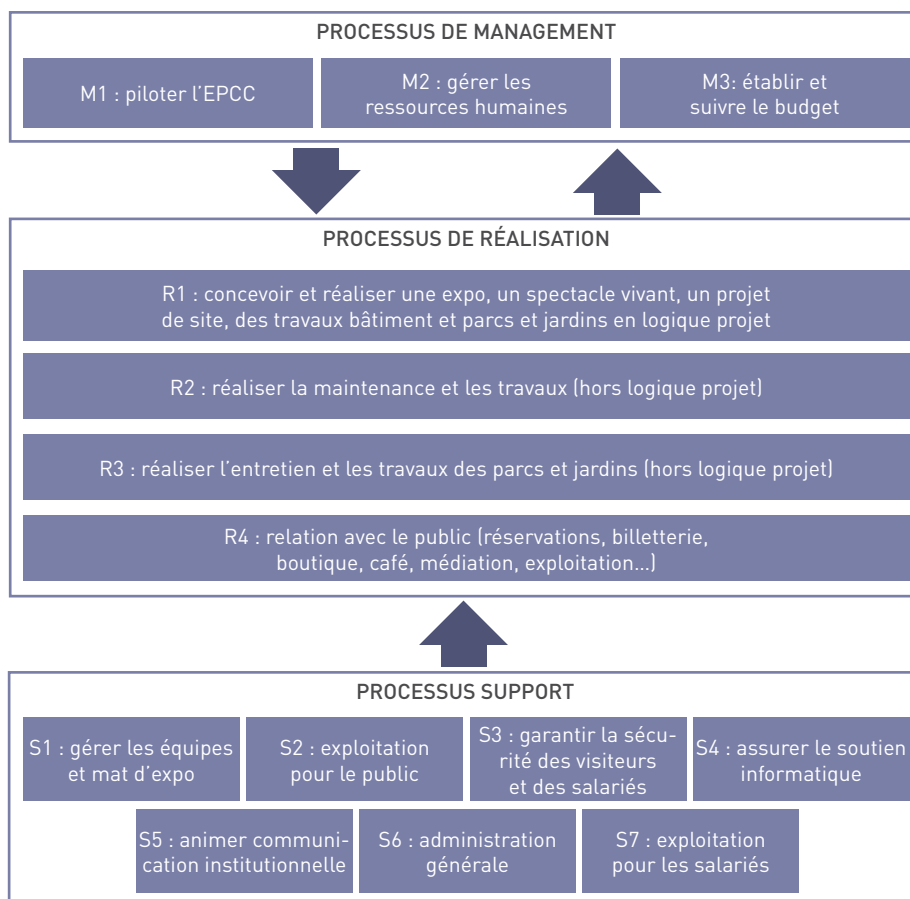 PROCESSUS DE MANAGEMENT
M1 : piloter l'EPCC
M2 : gérer les
ressources humaines
M3: établir et
suivre le budget
PROCESSUS DE RÉALISATION
R1 : concevoir et réaliser une expo, un spectacle vivant, un projet
de site, des travaux bâtiment et parcs et jardins en logique projet
R2 : réaliser la maintenance et les travaux (hors logique projet)
R3 : réaliser l'entretien et les travaux des parcs et jardins (hors logique projet)
R4 : relation avec le public (réservations, billetterie,
boutique, café, médiation, exploitation...)
PROCESSUS SUPPORT
S1 : gérer les équipes
et mat d'expo
S2 : exploitation
pour le public
S3 : garantir la sécu-
rité des visiteurs
et des salariés
S4 : assurer le soutien
informatique
S5 : animer communi-
cation institutionnelle
S6 : administration
générale
S7 : exploitation
pour les salariés